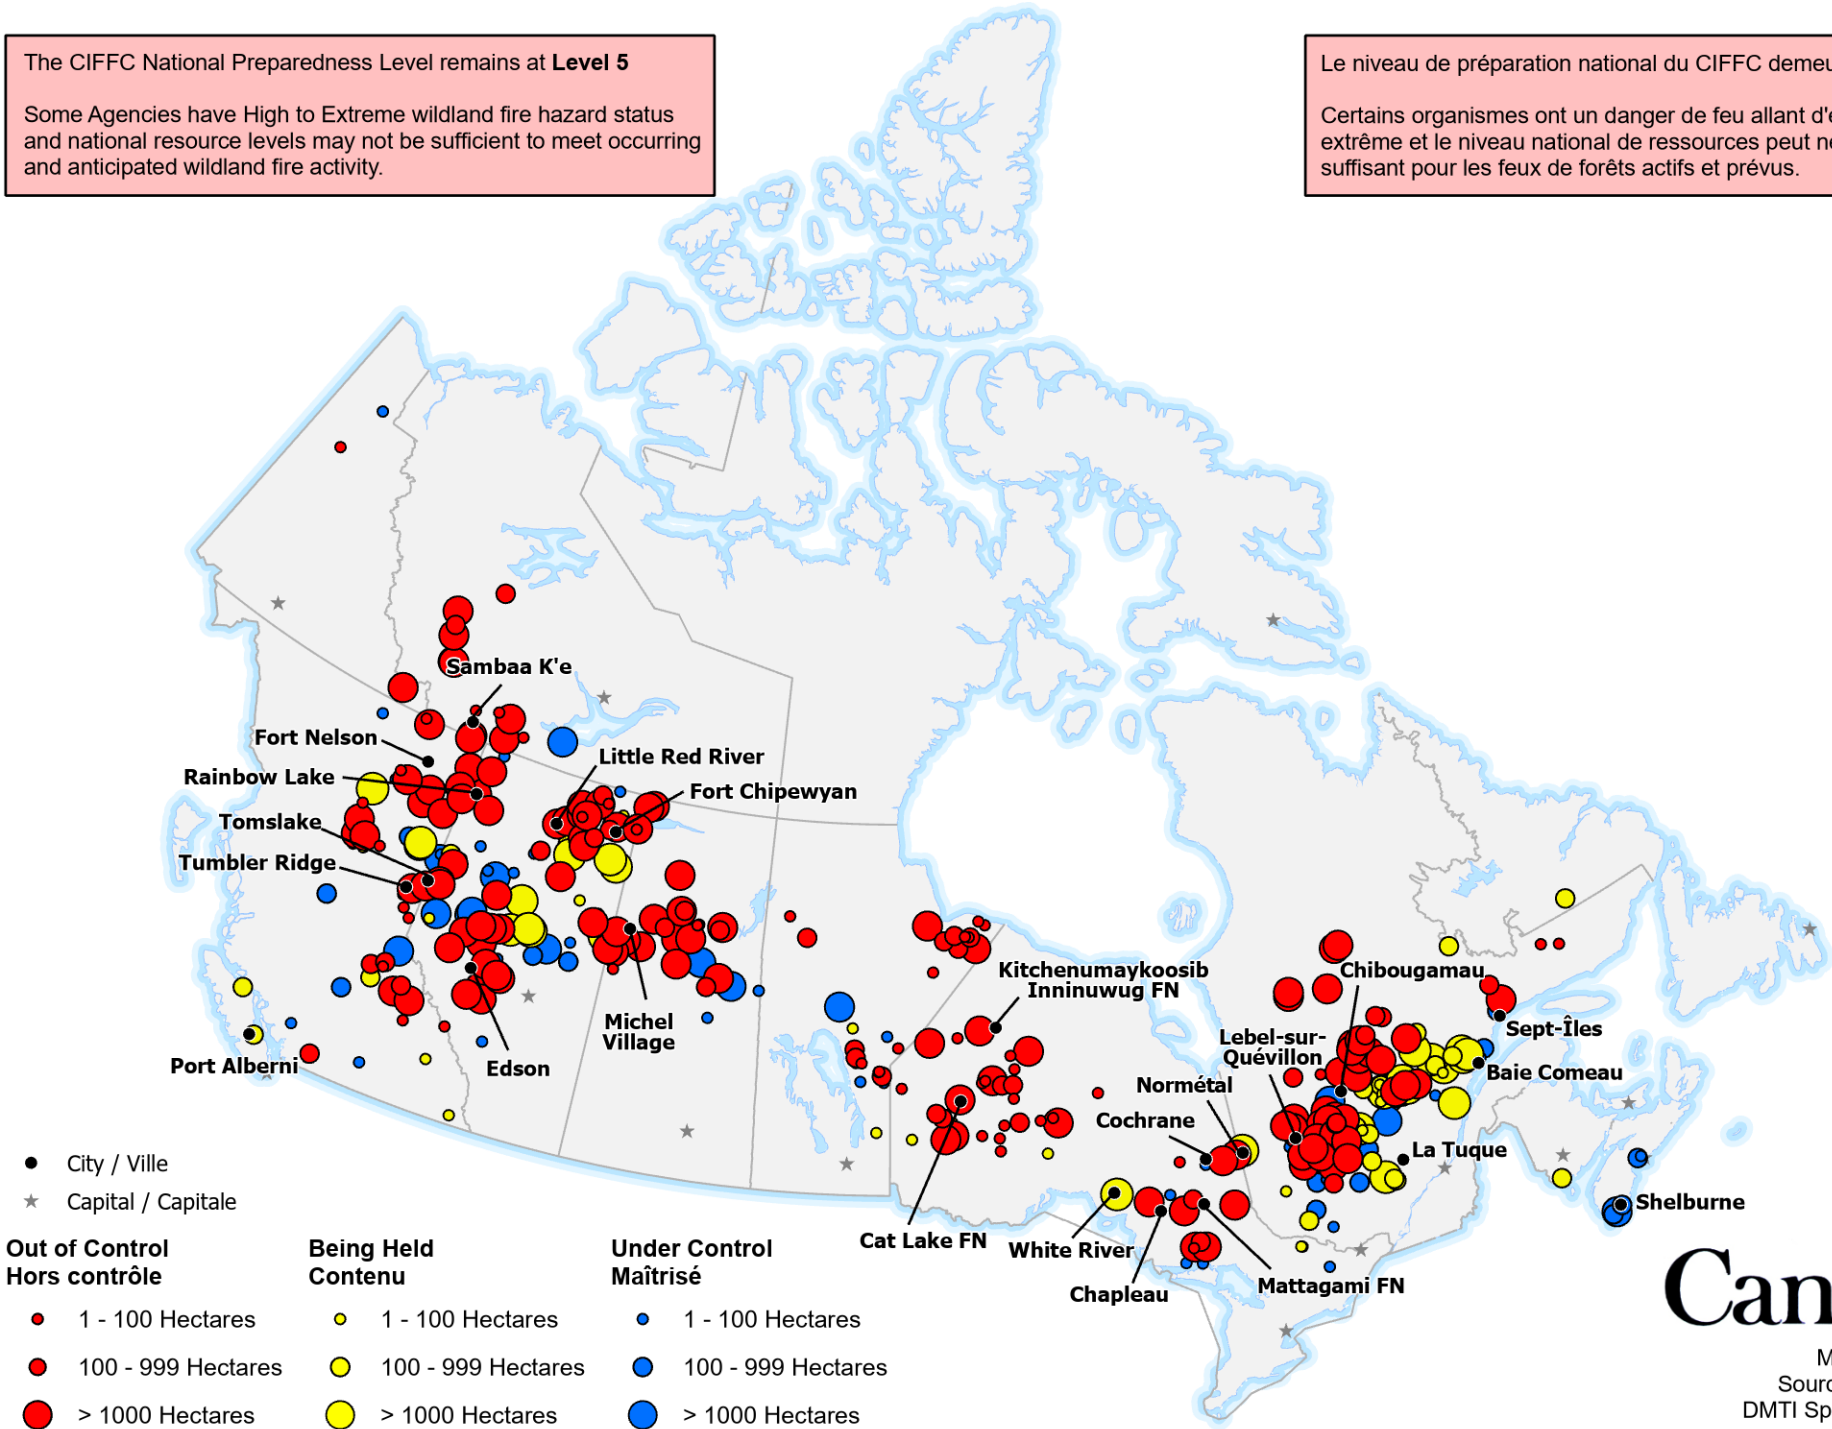 The CIFFC National Preparedness Level remains at Level 5
Some Agencies have High to Extreme wildland fire hazard status
and national resource levels may not be sufficient to meet occurring
and anticipated wildland fire activity.
Le niveau de préparation national du CIFFC
Certains organismes ont un danger de feu allant
extrême et le niveau national de ressources peut
suffisant pour les feux de forêts actifs et prévus.
Sambaa K'e
Fort Nelson
Little Red River
Rainbow Lake
Fort Chipewyan
Tomslake
Tumbler Ridge
Kitchenumaykoosib
Inninuwug FN
Chibougamau
Michel
Village
Lebel-sur-
Quévillon
Sept-Îles
Port Alberni
Edson
Baie Comeau
Normétal
Cochrane
La Tuque
City / Ville
Capital / Capitale
Shelburne
Cat Lake FN
White River
Chapleau
Mattagami FN
Out of Control
Hors contrôle
1 - 100 Hectares
100 - 999 Hectares
> 1000 Hectares
Being Held
Contenu
1 - 100 Hectares
100 - 999 Hectares
> 1000 Hectares
Under Control
Maîtrisé
1 - 100 Hectares
100 - 999 Hectares
> 1000 Hectares
Can
M
Sourc
DMTI Sp